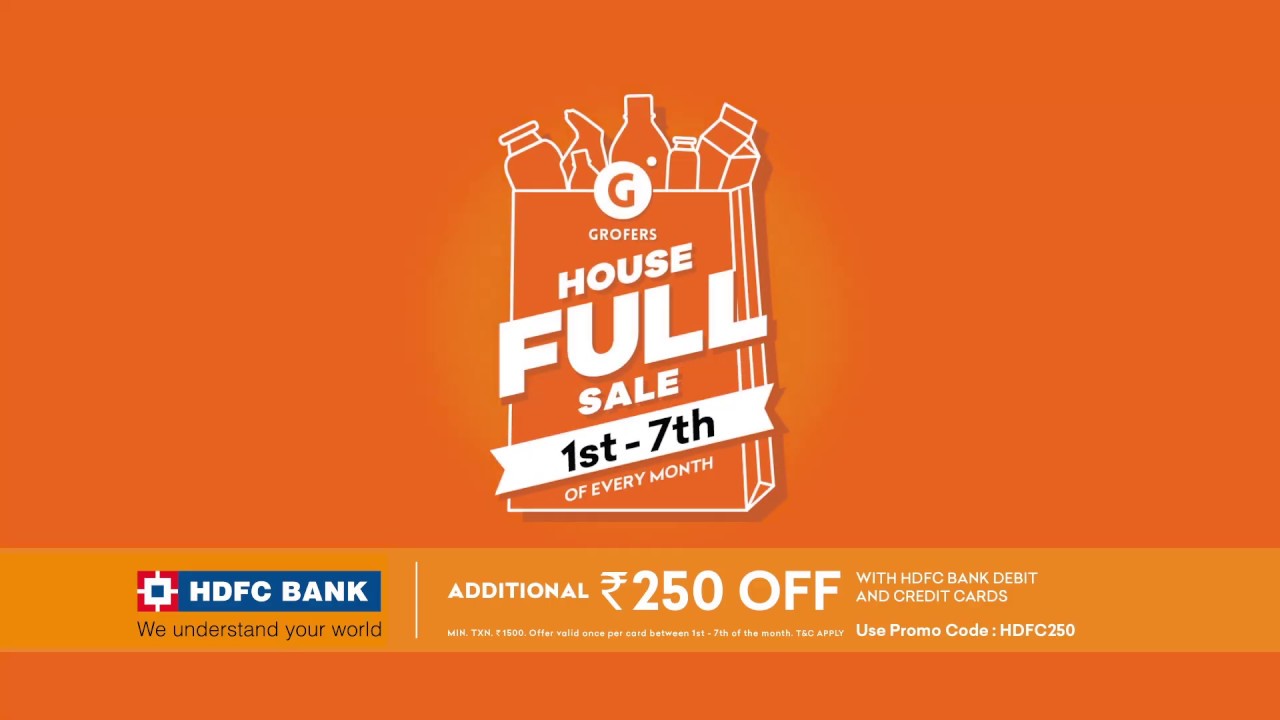 G
GROFERS
HOUSE
FULL
SALE
1st - 7th
OF EVERY MONTH
HDFC BANK
We understand your world
ADDITIONAL ₹250 OFF
MIN. TXN. ₹1500. Offer valid once per card between 1st - 7th of the month. T&C APPLY
WITH HDFC BANK DEBIT
AND CREDIT CARDS
Use Promo Code : HDFC250